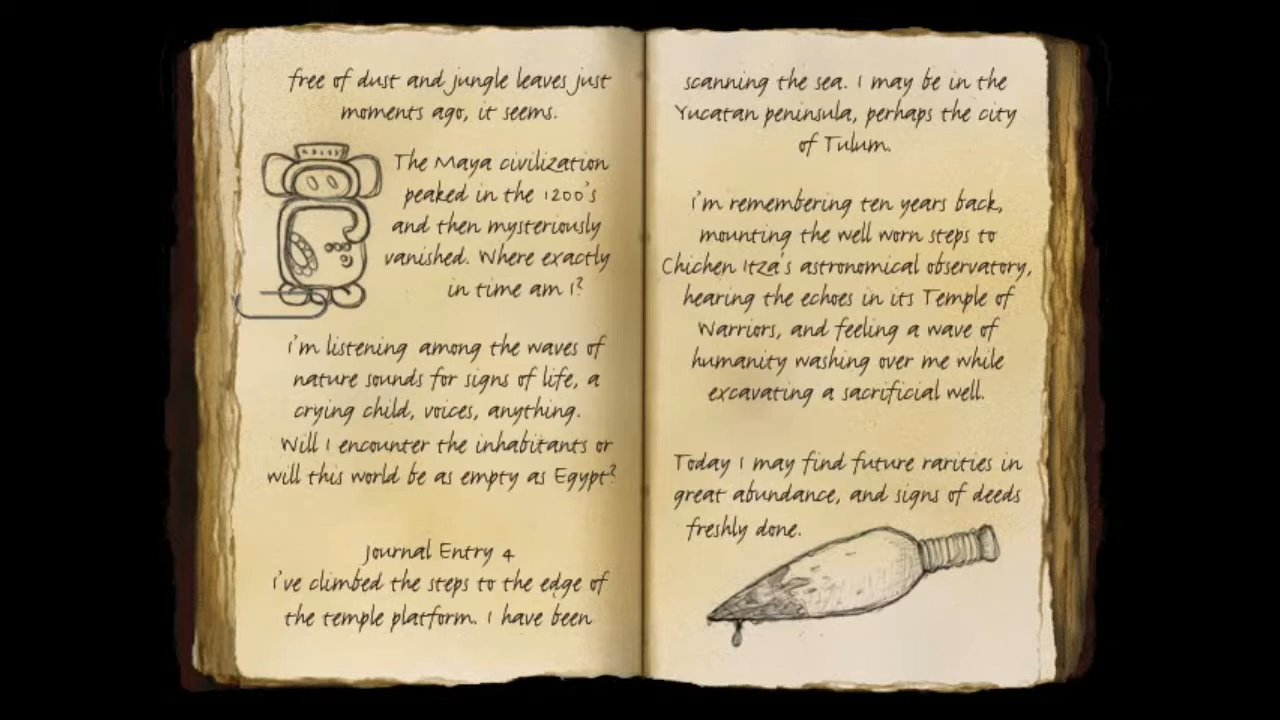 free of dust and jungle leaves just
moments ago, it seems.
The Maya civilization
peaked in the 1200's
and then mysteriously
vanished. Where exactly
in time am I?
I'm listening among the waves of
nature sounds for signs of life, a
crying child, voices, anything.
Will I encounter the inhabitants or
will this world be as empty as Egypt?
Journal Entry 4
I've climbed the steps to the edge of
the temple platform. I have been
scanning the sea. I may be in the
Yucatan peninsula, perhaps the city
of Tulum.
I'm remembering ten years back,
mounting the well worn steps to
Chichen Itza's astronomical observatory,
hearing the echoes in its Temple of
Warriors, and feeling a wave of
humanity washing over me while
excavating a sacrificial well.
Today I may find future rarities in
great abundance, and signs of deeds
freshly done.